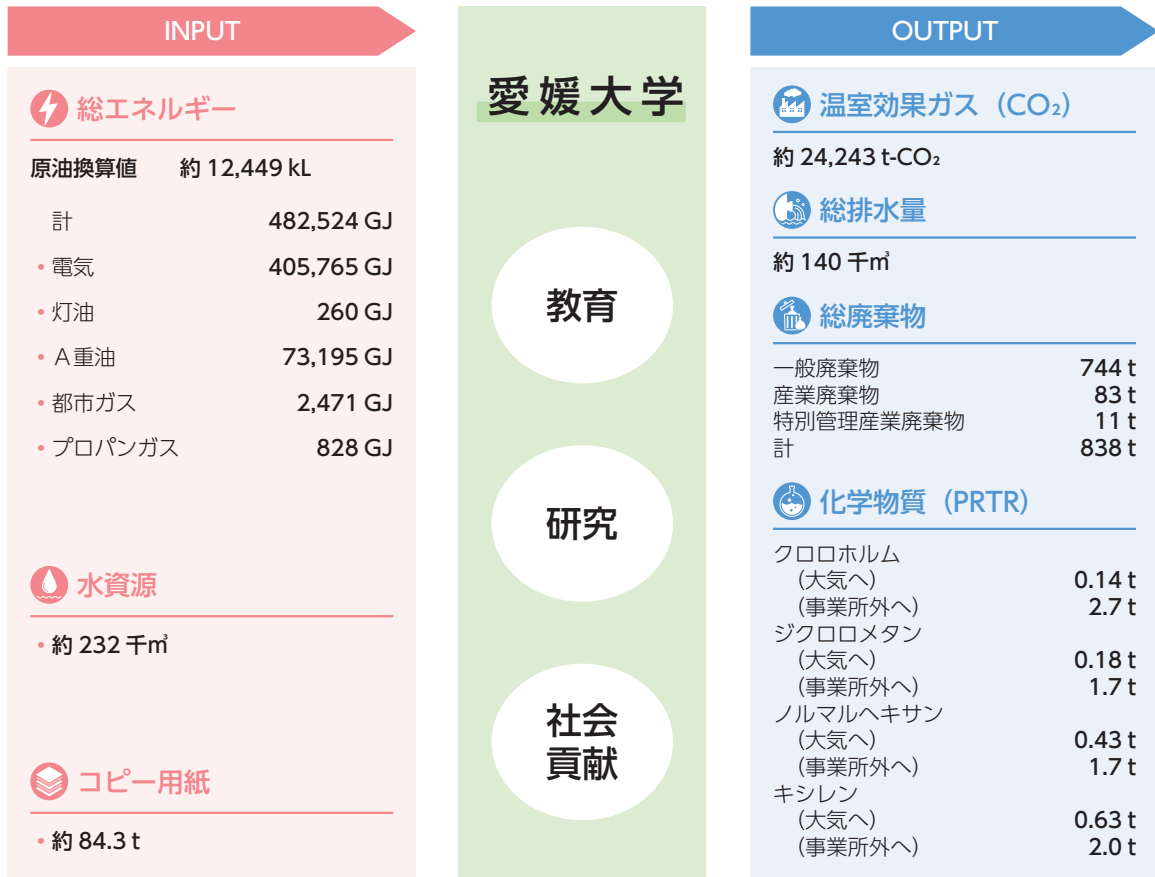 INPUT
総エネルギー
原油換算値 約 12,449 kL
計 482,524 GJ
・電気 405,765 GJ
・灯油 260 GJ
・A重油 73,195 GJ
・都市ガス 2,471 GJ
・プロパンガス 828 GJ
水資源
・約 232 千㎥
コピー用紙
・約 84.3 t
愛媛大学
教育
研究
社会
貢献
OUTPUT
温室効果ガス（CO₂）
約 24,243 t-CO₂
総排水量
約 140 千㎥
総廃棄物
一般廃棄物 744 t
産業廃棄物 83 t
特別管理産業廃棄物 11 t
計 838 t
化学物質（PRTR）
クロロホルム
（大気へ） 0.14 t
（事業所外へ） 2.7 t
ジクロロメタン
（大気へ） 0.18 t
（事業所外へ） 1.7 t
ノルマルヘキサン
（大気へ） 0.43 t
（事業所外へ） 1.7 t
キシレン
（大気へ） 0.63 t
（事業所外へ） 2.0 t